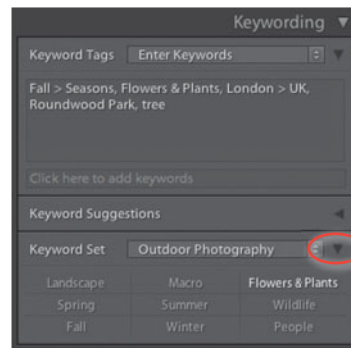 Keywording
Keyword Tags Enter Keywords
Fall > Seasons, Flowers & Plants, London > UK,
Roundwood Park, tree
Click here to add keywords
Keyword Suggestions
Keyword Set Outdoor Photography
Landscape Macro Flowers & Plants
Spring Summer Wildlife
Fall Winter People